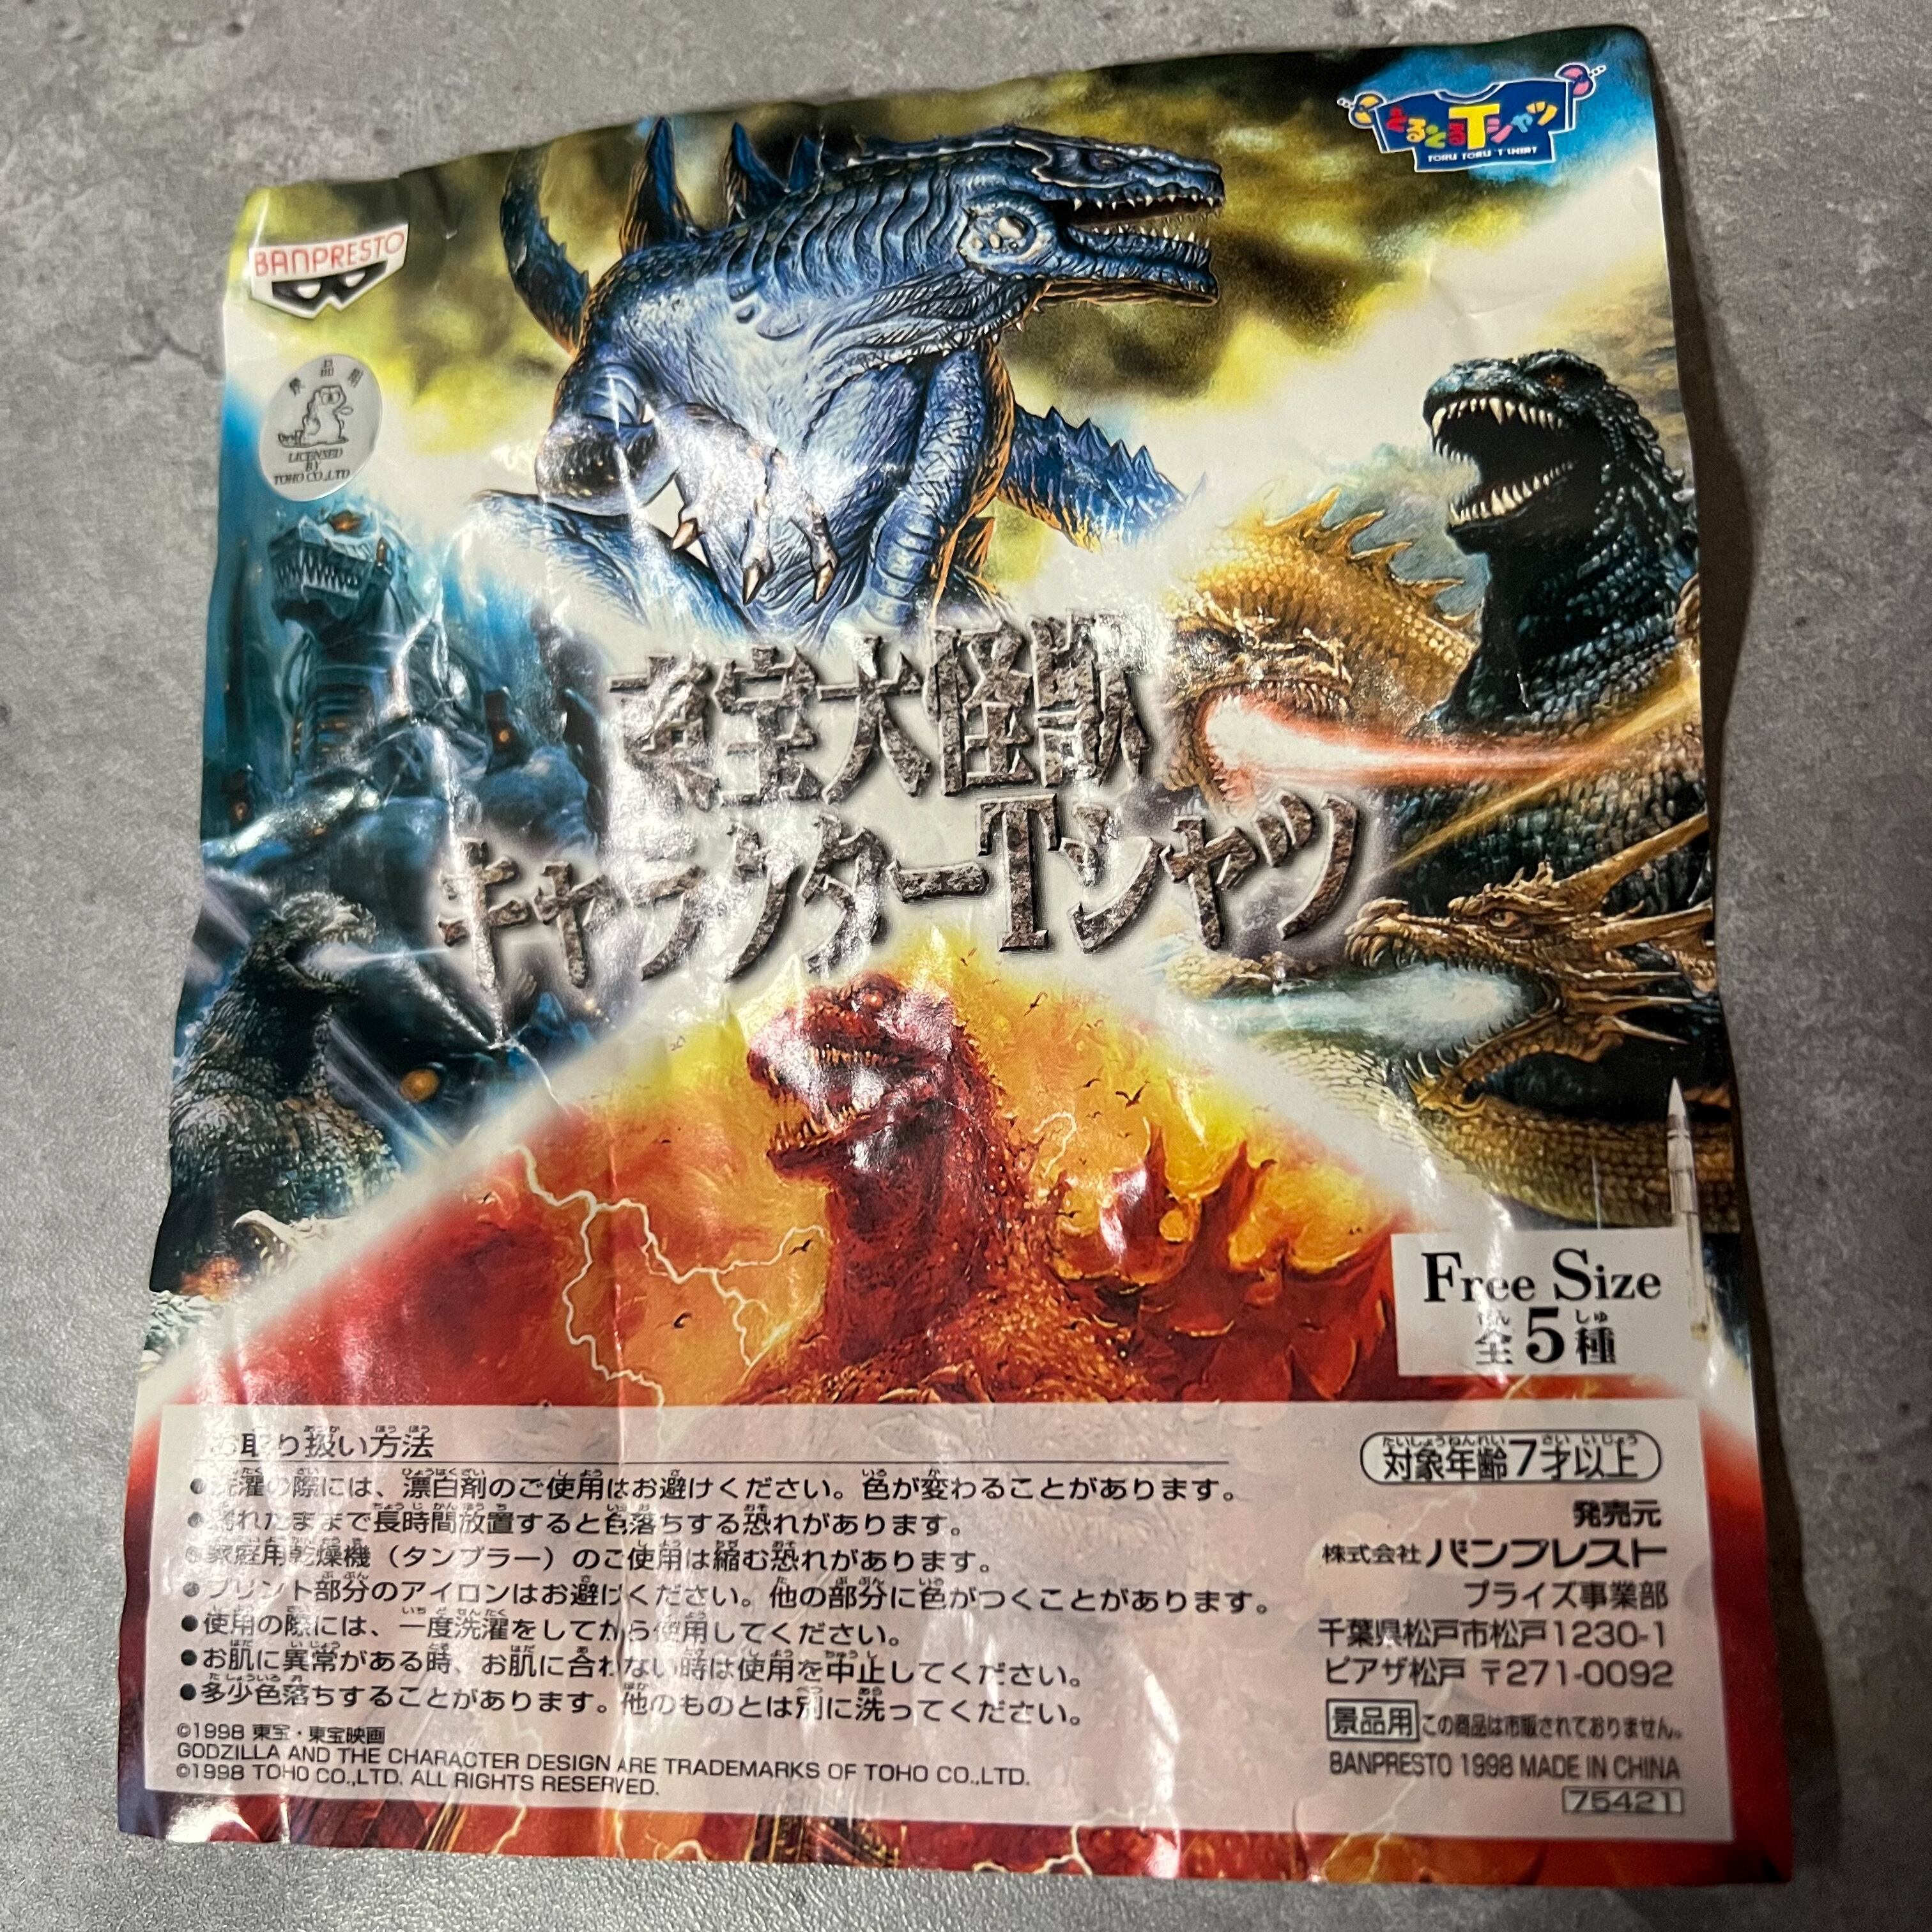 とるとるTシャツ
TORU TORU T SHIRT
BANPRESTO
景品用
LICENSED
BY
TOHO CO.,LTD
東宝大怪獣
キャラクターTシャツ
Free Size
全5種
お取り扱い方法
●洗濯の際には、漂白剤のご使用はお避けください。色が変わることがあります。
●濡れたままで長時間放置すると色落ちする恐れがあります。
●家庭用乾燥機（タンブラー）のご使用は縮む恐れがあります。
●プリント部分のアイロンはお避けください。他の部分に色がつくことがあります。
●使用の際には、一度洗濯をしてから使用してください。
●お肌に異常がある時、お肌に合わない時は使用を中止してください。
●多少色落ちすることがあります。他のものとは別に洗ってください。
©1998 東宝・東宝映画
GODZILLA AND THE CHARACTER DESIGN ARE TRADEMARKS OF TOHO CO.,LTD.
©1998 TOHO CO.,LTD. ALL RIGHTS RESERVED.
対象年齢7才以上
発売元
株式会社バンプレスト
プライズ事業部
千葉県松戸市松戸1230-1
ピアザ松戸 〒271-0092
景品用 この商品は市販されておりません。
BANPRESTO 1998 MADE IN CHINA
75421